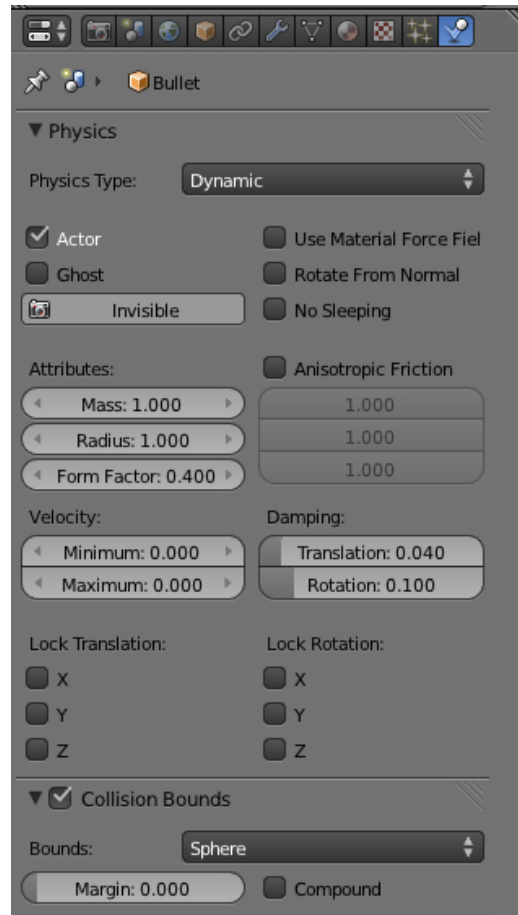 Bullet
Physics
Physics Type: Dynamic
Actor
Use Material Force Fiel
Ghost
Rotate From Normal
Invisible
No Sleeping
Attributes:
Anisotropic Friction
Mass: 1.000
1.000
Radius: 1.000
1.000
Form Factor: 0.400
1.000
Velocity:
Damping:
Minimum: 0.000
Translation: 0.040
Maximum: 0.000
Rotation: 0.100
Lock Translation:
Lock Rotation:
X
X
Y
Y
Z
Z
Collision Bounds
Bounds: Sphere
Margin: 0.000
Compound